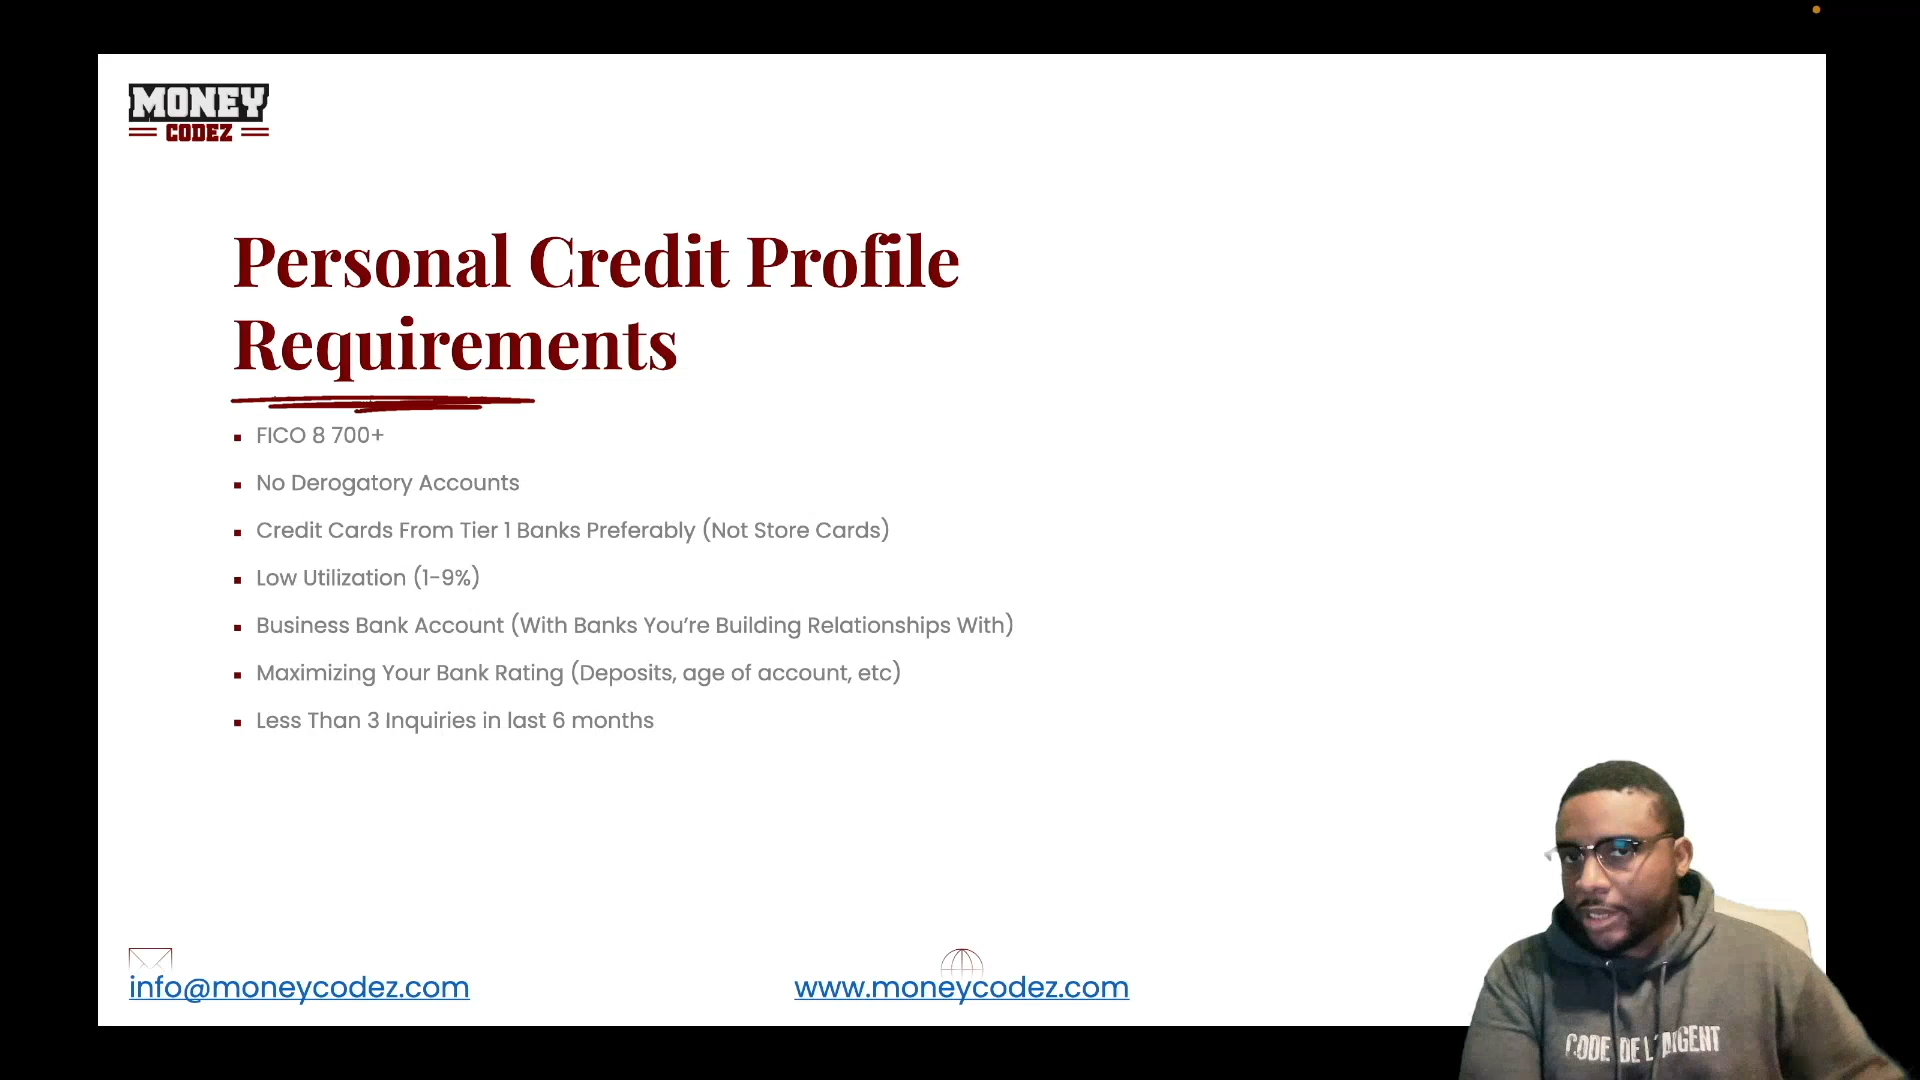 MONEY
CODEZ
Personal Credit Profile
Requirements
FICO 8 700+
No Derogatory Accounts
Credit Cards From Tier 1 Banks Preferably (Not Store Cards)
Low Utilization (1-9%)
Business Bank Account (With Banks You’re Building Relationships With)
Maximizing Your Bank Rating (Deposits, age of account, etc)
Less Than 3 Inquiries in last 6 months
info@moneycodez.com
www.moneycodez.com
CODE DE L'ARGENT